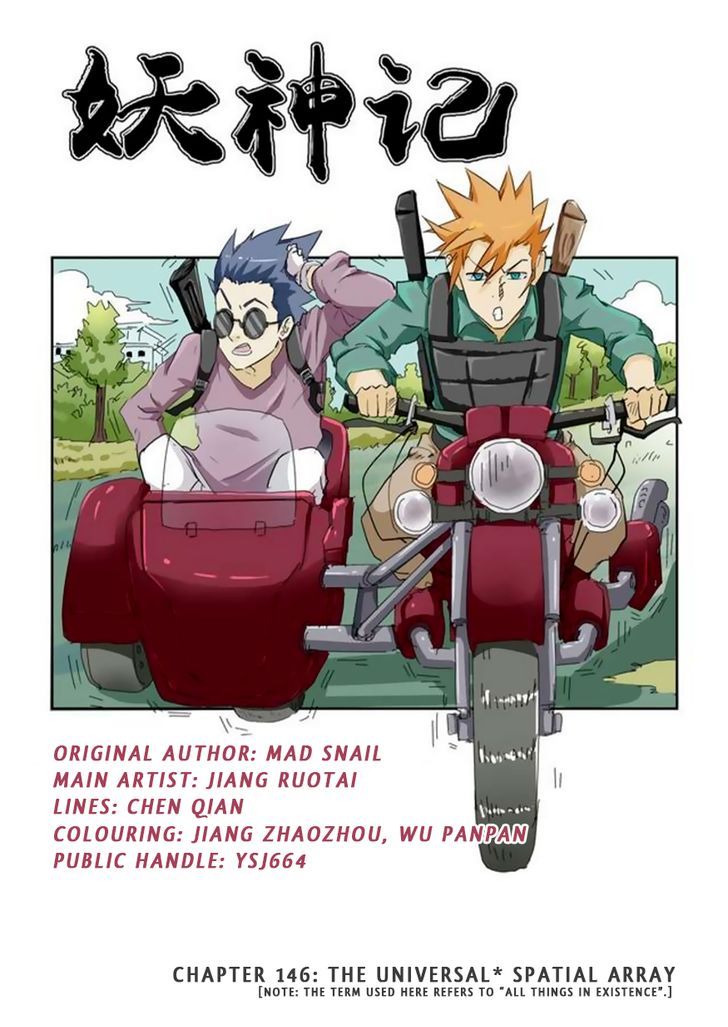 妖神记
ORIGINAL AUTHOR: MAD SNAIL
MAIN ARTIST: JIANG RUOTAI
LINES: CHEN QIAN
COLOURING: JIANG ZHAOZHOU, WU PANPAN
PUBLIC HANDLE: YSJ664
CHAPTER 146: THE UNIVERSAL* SPATIAL ARRAY
[NOTE: THE TERM USED HERE REFERS TO "ALL THINGS IN EXISTENCE".]